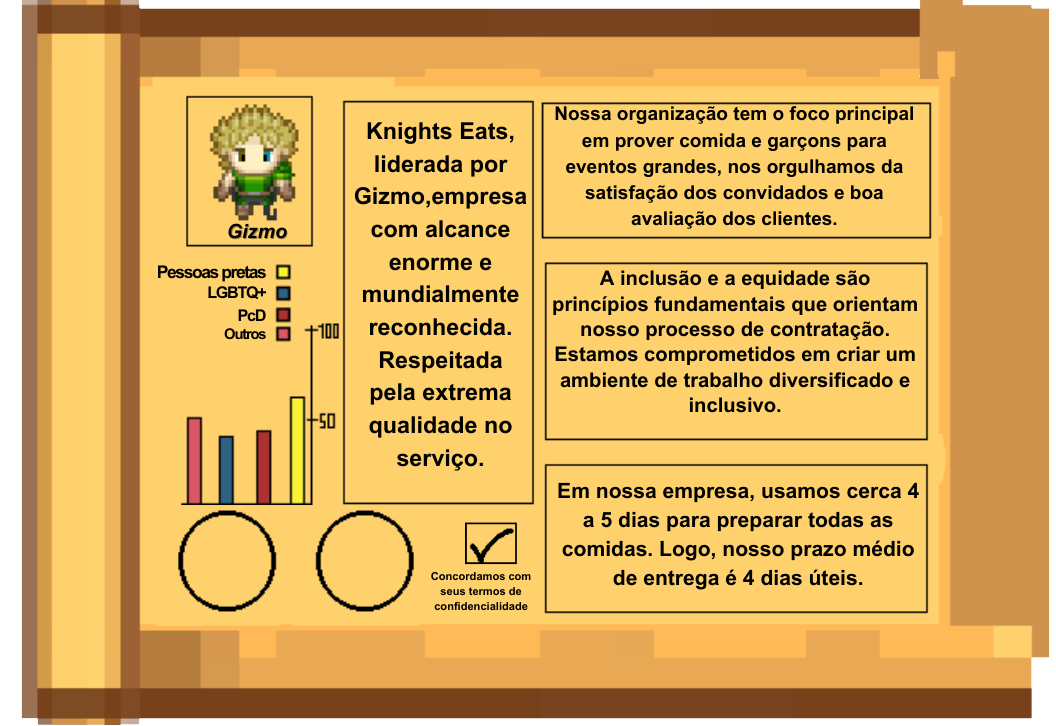 Gizmo
Pessoas pretas
LGBTQ+
PcD
Outros
100
50
Knights Eats,
liderada por
Gizmo,empresa
com alcance
enorme e
mundialmente
reconhecida.
Respeitada
pela extrema
qualidade no
serviço.
Concordamos com
seus termos de
confidencialidade
Nossa organização tem o foco principal
em prover comida e garçons para
eventos grandes, nos orgulhamos da
satisfação dos convidados e boa
avaliação dos clientes.
A inclusão e a equidade são
princípios fundamentais que orientam
nosso processo de contratação.
Estamos comprometidos em criar um
ambiente de trabalho diversificado e
inclusivo.
Em nossa empresa, usamos cerca 4
a 5 dias para preparar todas as
comidas. Logo, nosso prazo médio
de entrega é 4 dias úteis.